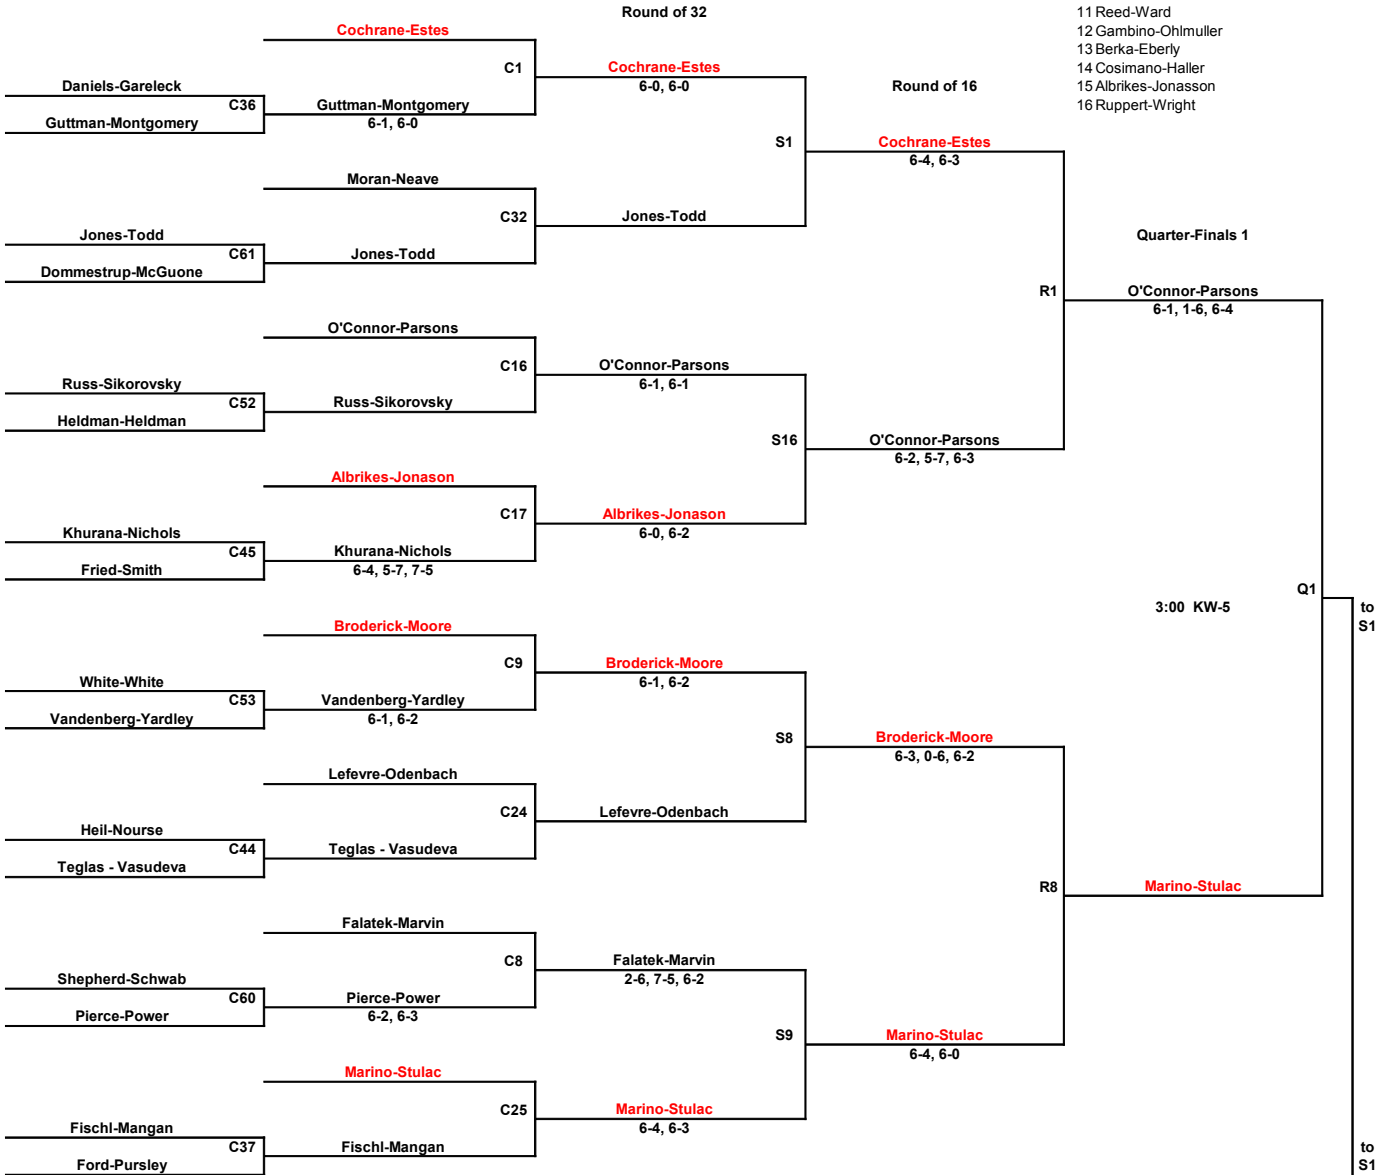 Round of 32
11 Reed-Ward
12 Gambino-Ohlmuller
13 Berka-Eberly
14 Cosimano-Haller
15 Albrikes-Jonasson
16 Ruppert-Wright
Cochrane-Estes
C1
Cochrane-Estes
6-0, 6-0
Round of 16
Daniels-Gareleck
C36
Guttman-Montgomery
Guttman-Montgomery
6-1, 6-0
S1
Cochrane-Estes
6-4, 6-3
Moran-Neave
C32
Jones-Todd
Jones-Todd
C61
Jones-Todd
Dommestrup-McGuone
Quarter-Finals 1
R1
O'Connor-Parsons
6-1, 1-6, 6-4
O'Connor-Parsons
C16
O'Connor-Parsons
6-1, 6-1
Russ-Sikorovsky
C52
Russ-Sikorovsky
Heldman-Heldman
S16
O'Connor-Parsons
6-2, 5-7, 6-3
Albrikes-Jonason
C17
Albrikes-Jonason
6-0, 6-2
Khurana-Nichols
C45
Khurana-Nichols
6-4, 5-7, 7-5
Fried-Smith
Q1
3:00 KW-5
to
S1
Broderick-Moore
C9
Broderick-Moore
6-1, 6-2
White-White
C53
Vandenberg-Yardley
6-1, 6-2
Vandenberg-Yardley
S8
Broderick-Moore
6-3, 0-6, 6-2
Lefevre-Odenbach
C24
Lefevre-Odenbach
Heil-Nourse
C44
Teglas - Vasudeva
Teglas - Vasudeva
R8
Marino-Stulac
Falatek-Marvin
C8
Falatek-Marvin
2-6, 7-5, 6-2
Shepherd-Schwab
C60
Pierce-Power
6-2, 6-3
Pierce-Power
S9
Marino-Stulac
6-4, 6-0
Marino-Stulac
C25
Marino-Stulac
6-4, 6-3
Fischl-Mangan
C37
Fischl-Mangan
Ford-Pursley
to
S1